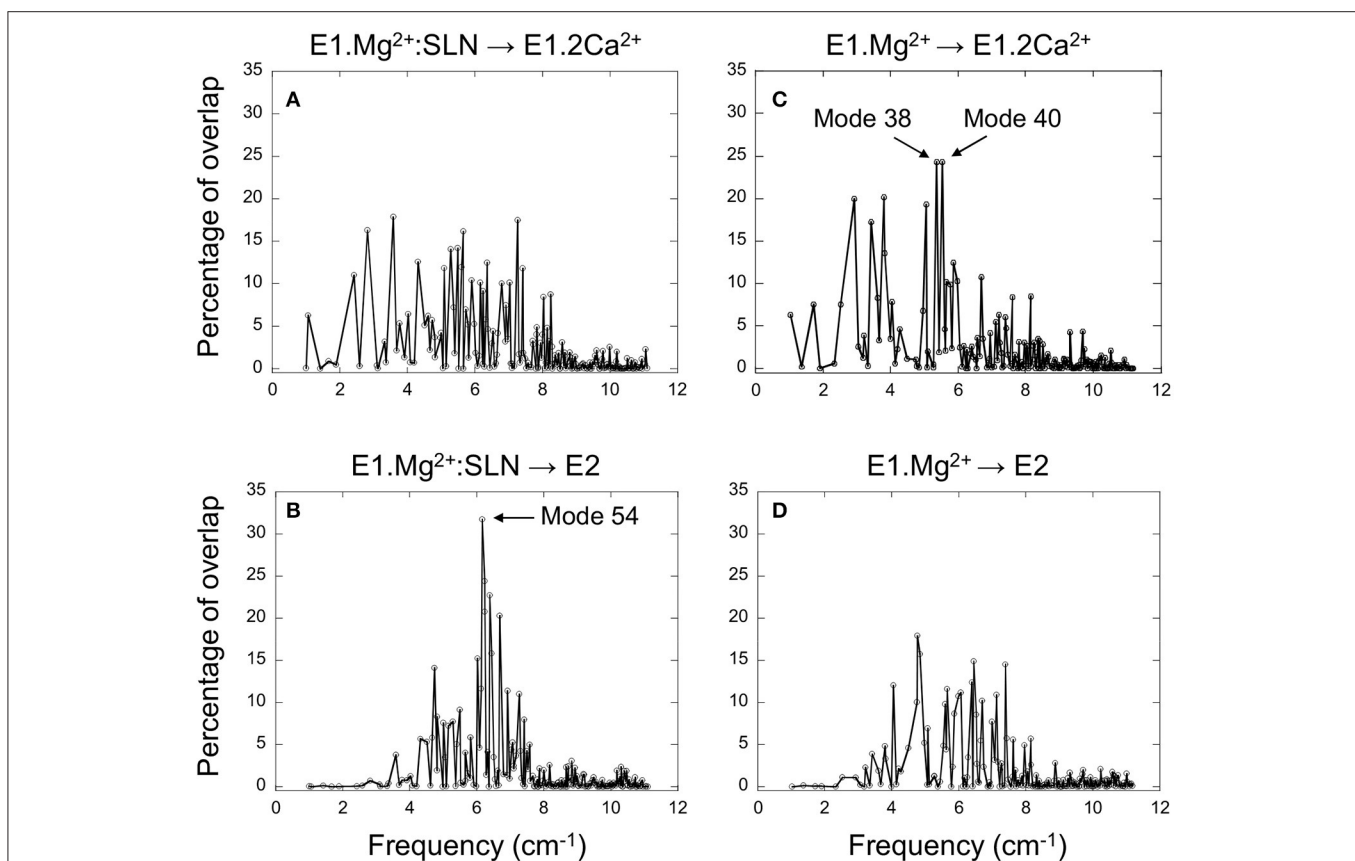 E1.Mg²⁺:SLN → E1.2Ca²⁺
Percentage of overlap
35
30
25
20
15
10
5
0
A
0 2 4 6 8 10 12
E1.Mg²⁺ → E1.2Ca²⁺
35
30
25
20
15
10
5
0
C
Mode 38 Mode 40
0 2 4 6 8 10 12
E1.Mg²⁺:SLN → E2
Percentage of overlap
35
30
25
20
15
10
5
0
B
Mode 54
0 2 4 6 8 10 12
Frequency (cm⁻¹)
E1.Mg²⁺ → E2
35
30
25
20
15
10
5
0
D
0 2 4 6 8 10 12
Frequency (cm⁻¹)